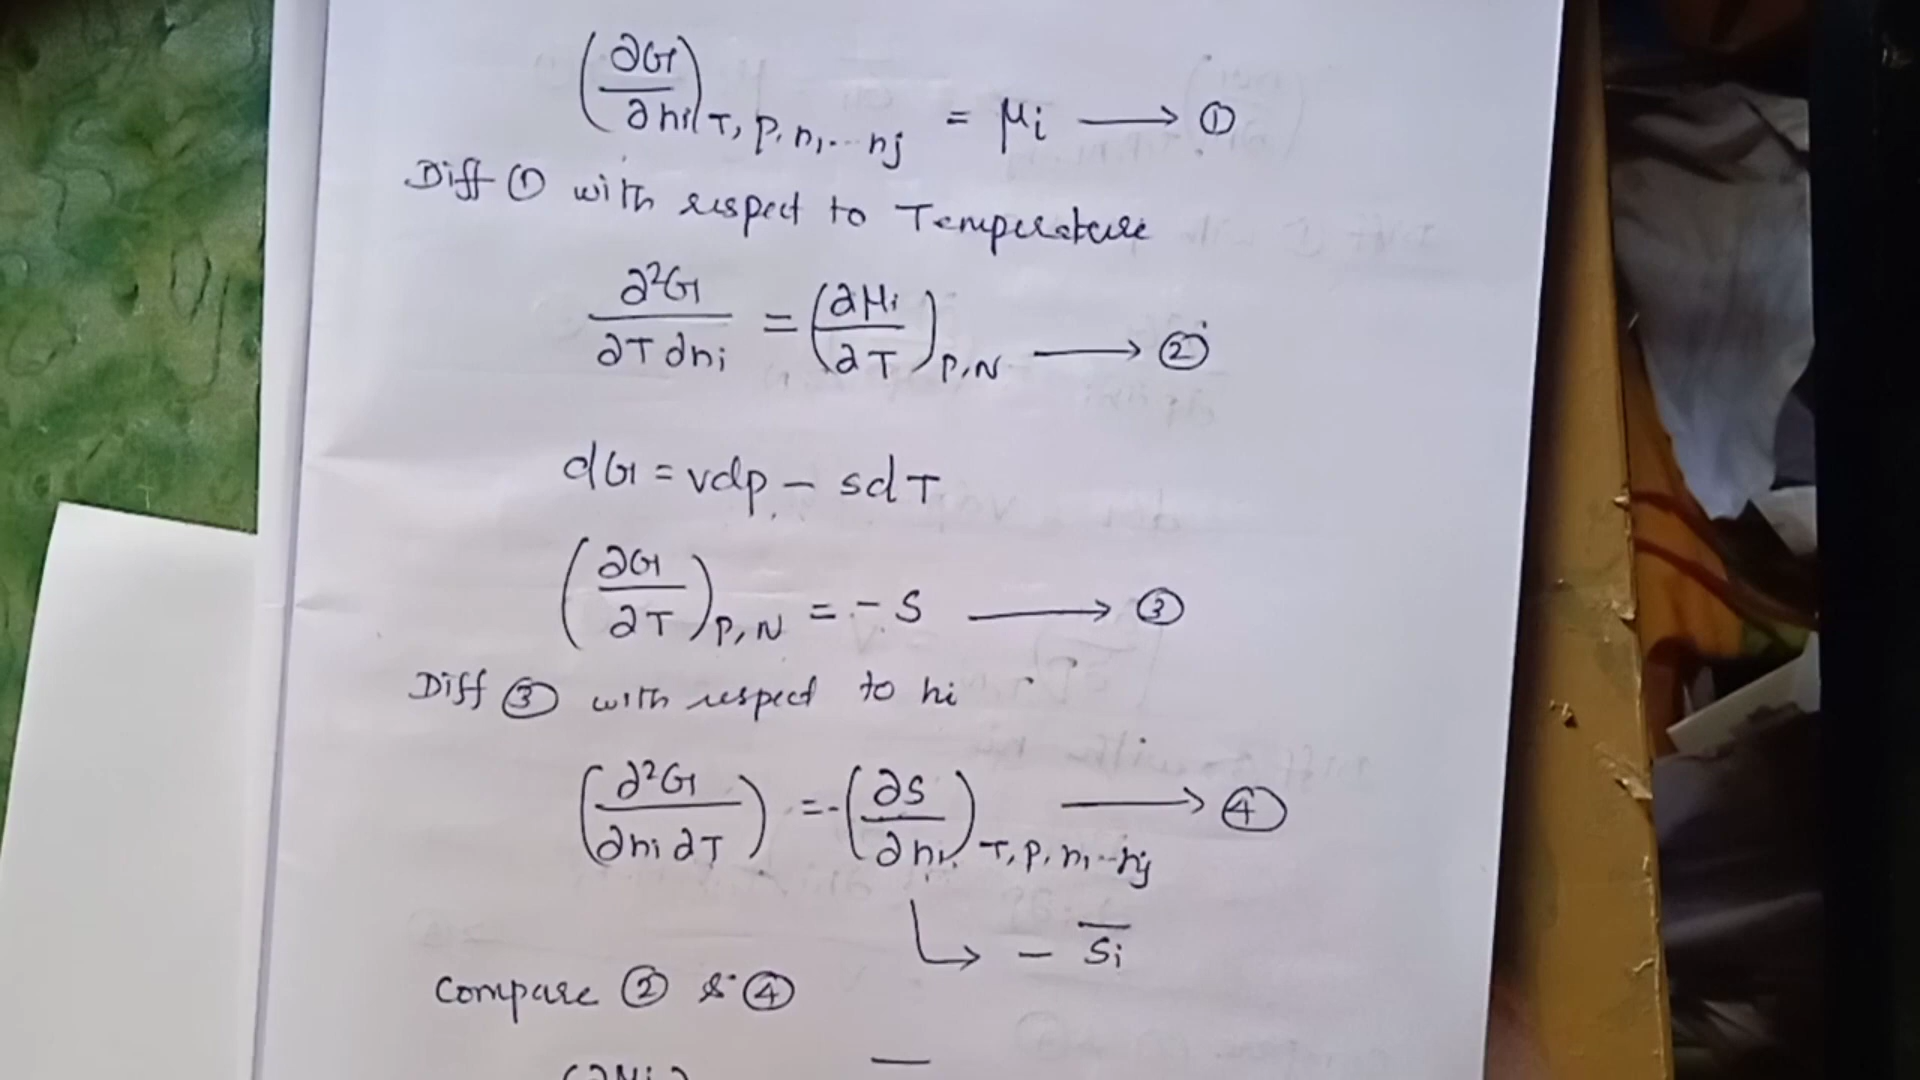 (∂G/∂ni)T, P, n1...nj = μi ⟶ ①
Diff ① with respect to Temperature
∂²G/∂T∂ni = (∂μi/∂T)P,N ⟶ ②
dG = vdp - sdT
(∂G/∂T)P,N = - S ⟶ ③
Diff ③ with respect to ni
(∂²G/∂ni∂T) = -(∂S/∂ni)T, P, n1...nj ⟶ ④
↳ - S̅i
Compare ② & ④